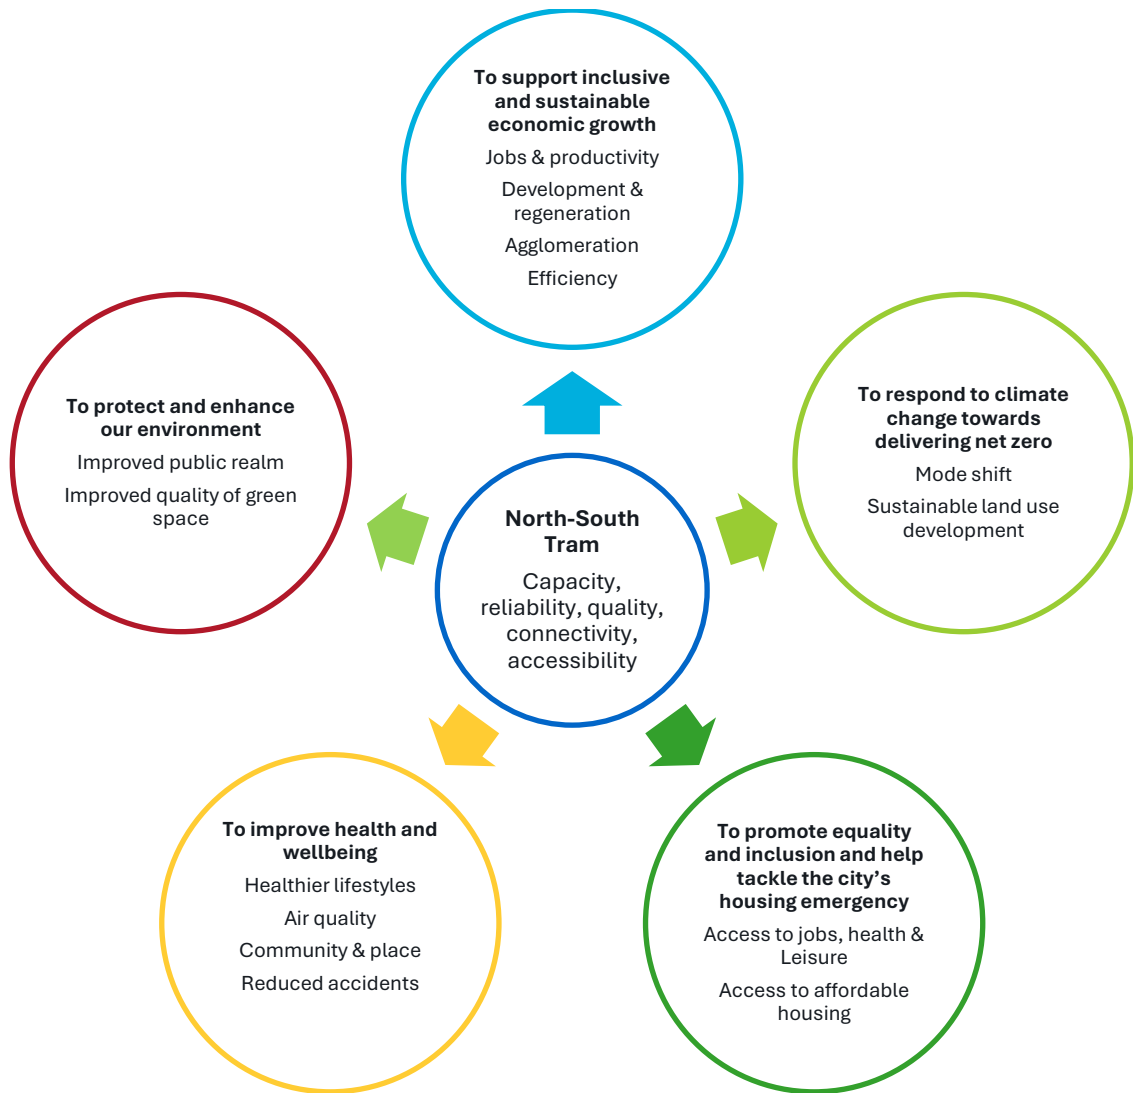 To support inclusive
and sustainable
economic growth
Jobs & productivity
Development &
regeneration
Agglomeration
Efficiency
To protect and enhance
our environment
Improved public realm
Improved quality of green
space
To respond to climate
change towards
delivering net zero
Mode shift
Sustainable land use
development
North-South
Tram
Capacity,
reliability, quality,
connectivity,
accessibility
To improve health and
wellbeing
Healthier lifestyles
Air quality
Community & place
Reduced accidents
To promote equality
and inclusion and help
tackle the city’s
housing emergency
Access to jobs, health &
Leisure
Access to affordable
housing